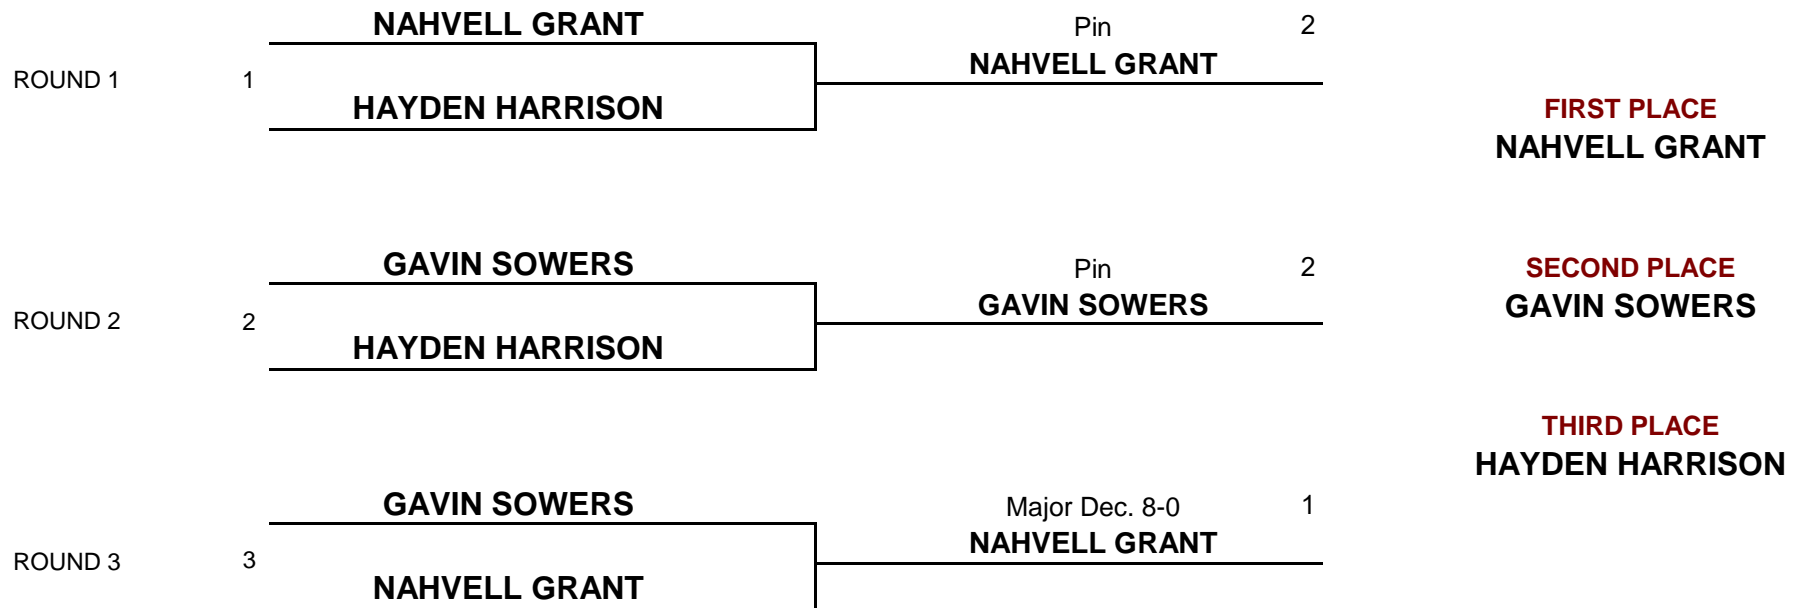 NAHVELL GRANT
Pin 2
NAHVELL GRANT
ROUND 1 1
HAYDEN HARRISON
FIRST PLACE
NAHVELL GRANT
GAVIN SOWERS
Pin 2
GAVIN SOWERS
ROUND 2 2
HAYDEN HARRISON
SECOND PLACE
GAVIN SOWERS
THIRD PLACE
HAYDEN HARRISON
GAVIN SOWERS
Major Dec. 8-0 1
NAHVELL GRANT
ROUND 3 3
NAHVELL GRANT